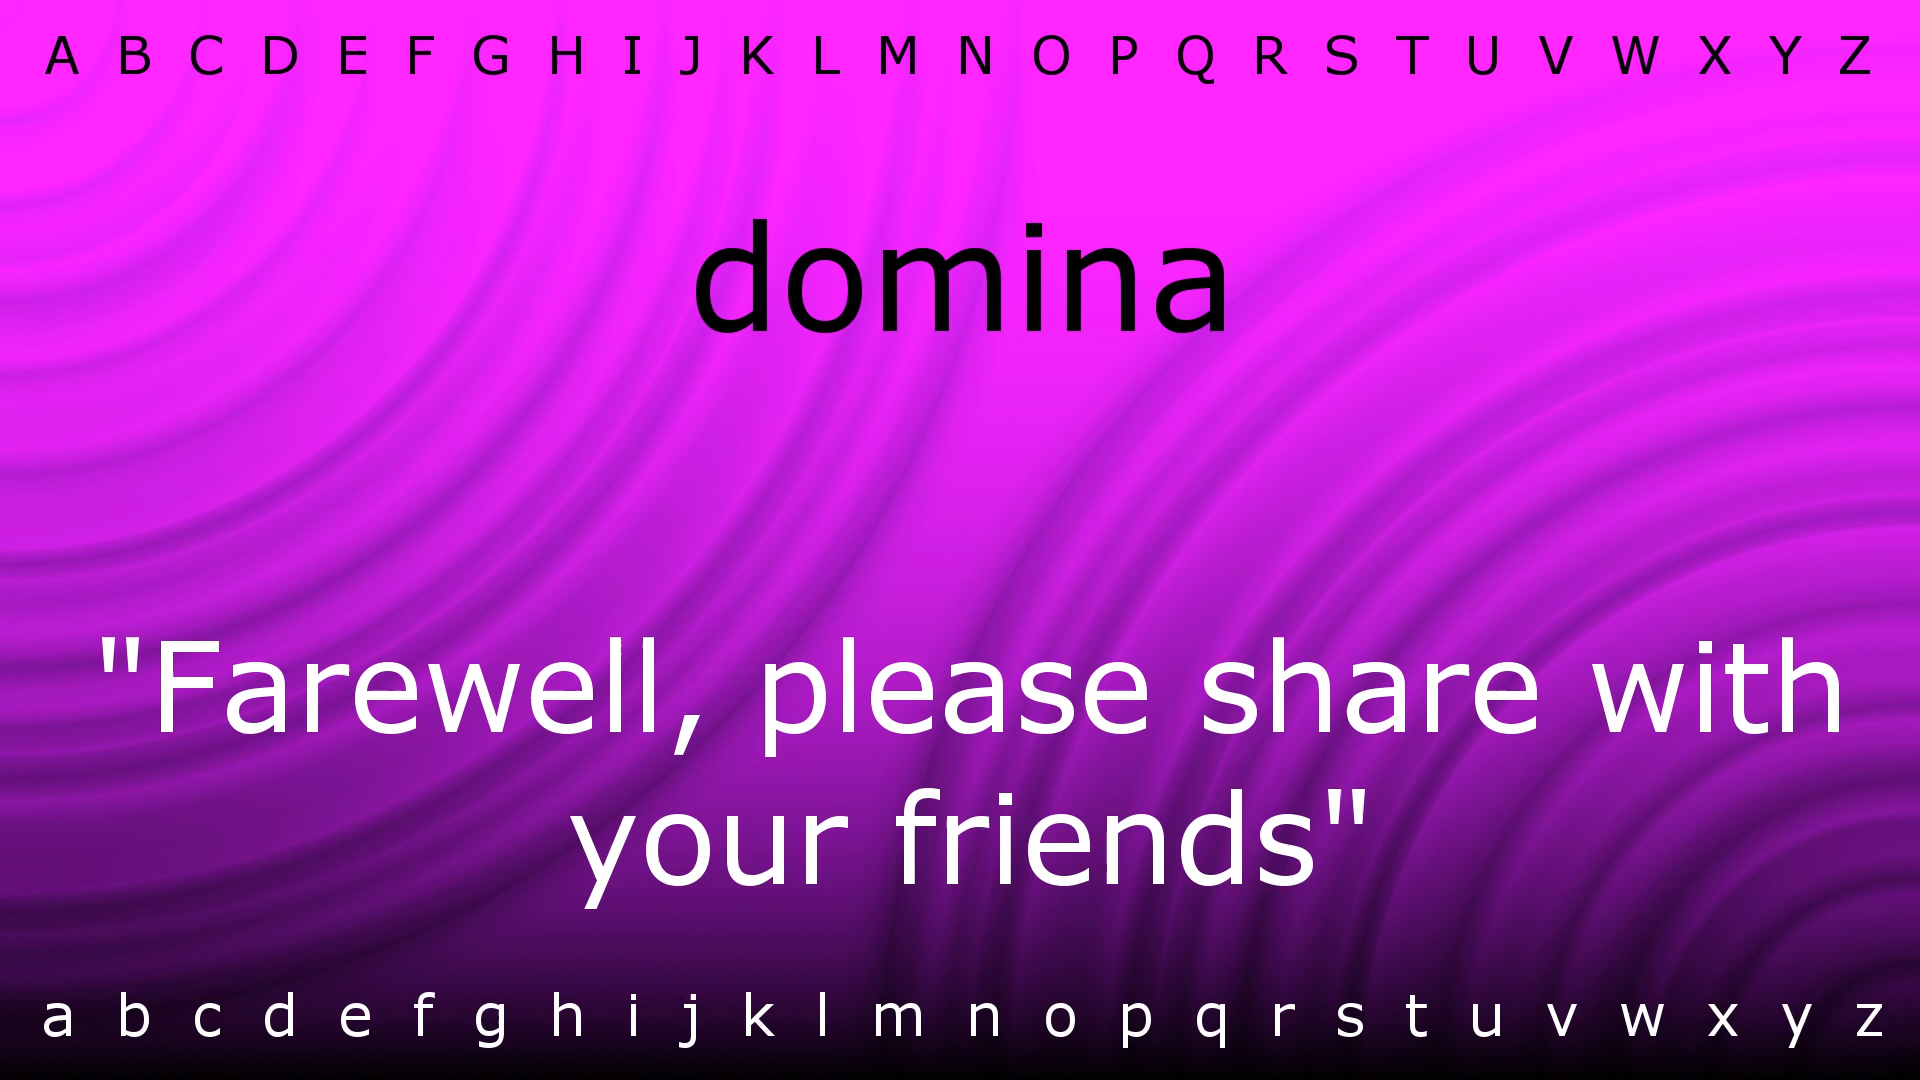 A B C D E F G H I J K L M N O P Q R S T U V W X Y Z
domina
"Farewell, please share with
your friends"
a b c d e f g h i j k l m n o p q r s t u v w x y z